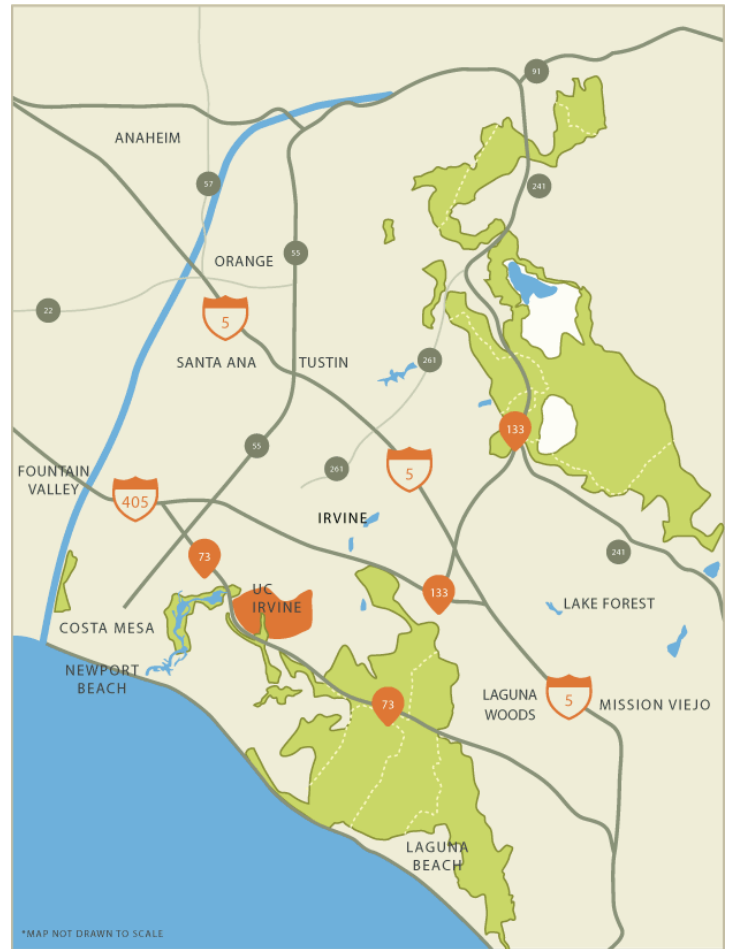 91
ANAHEIM
57
241
55
ORANGE
22
5
261
SANTA ANA
TUSTIN
133
55
FOUNTAIN
VALLEY
261
5
405
IRVINE
241
73
UC
IRVINE
133
LAKE FOREST
COSTA MESA
NEWPORT
BEACH
73
LAGUNA
WOODS
5
MISSION VIEJO
LAGUNA
BEACH
*MAP NOT DRAWN TO SCALE